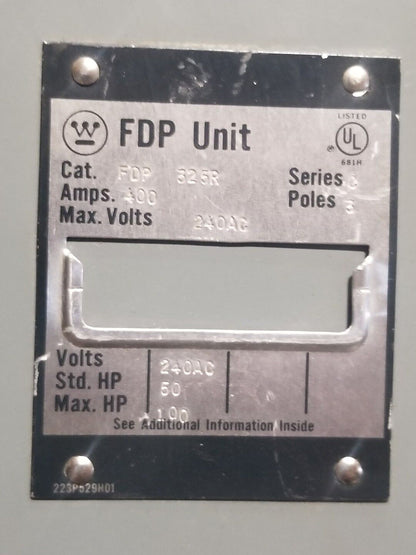 LISTED
UL
681H
W
FDP Unit
Cat. FDP 325R Series
Amps. 400 Poles 3
Max. Volts 240AC
Volts 240AC
Std. HP 50
Max. HP 100
See Additional Information Inside